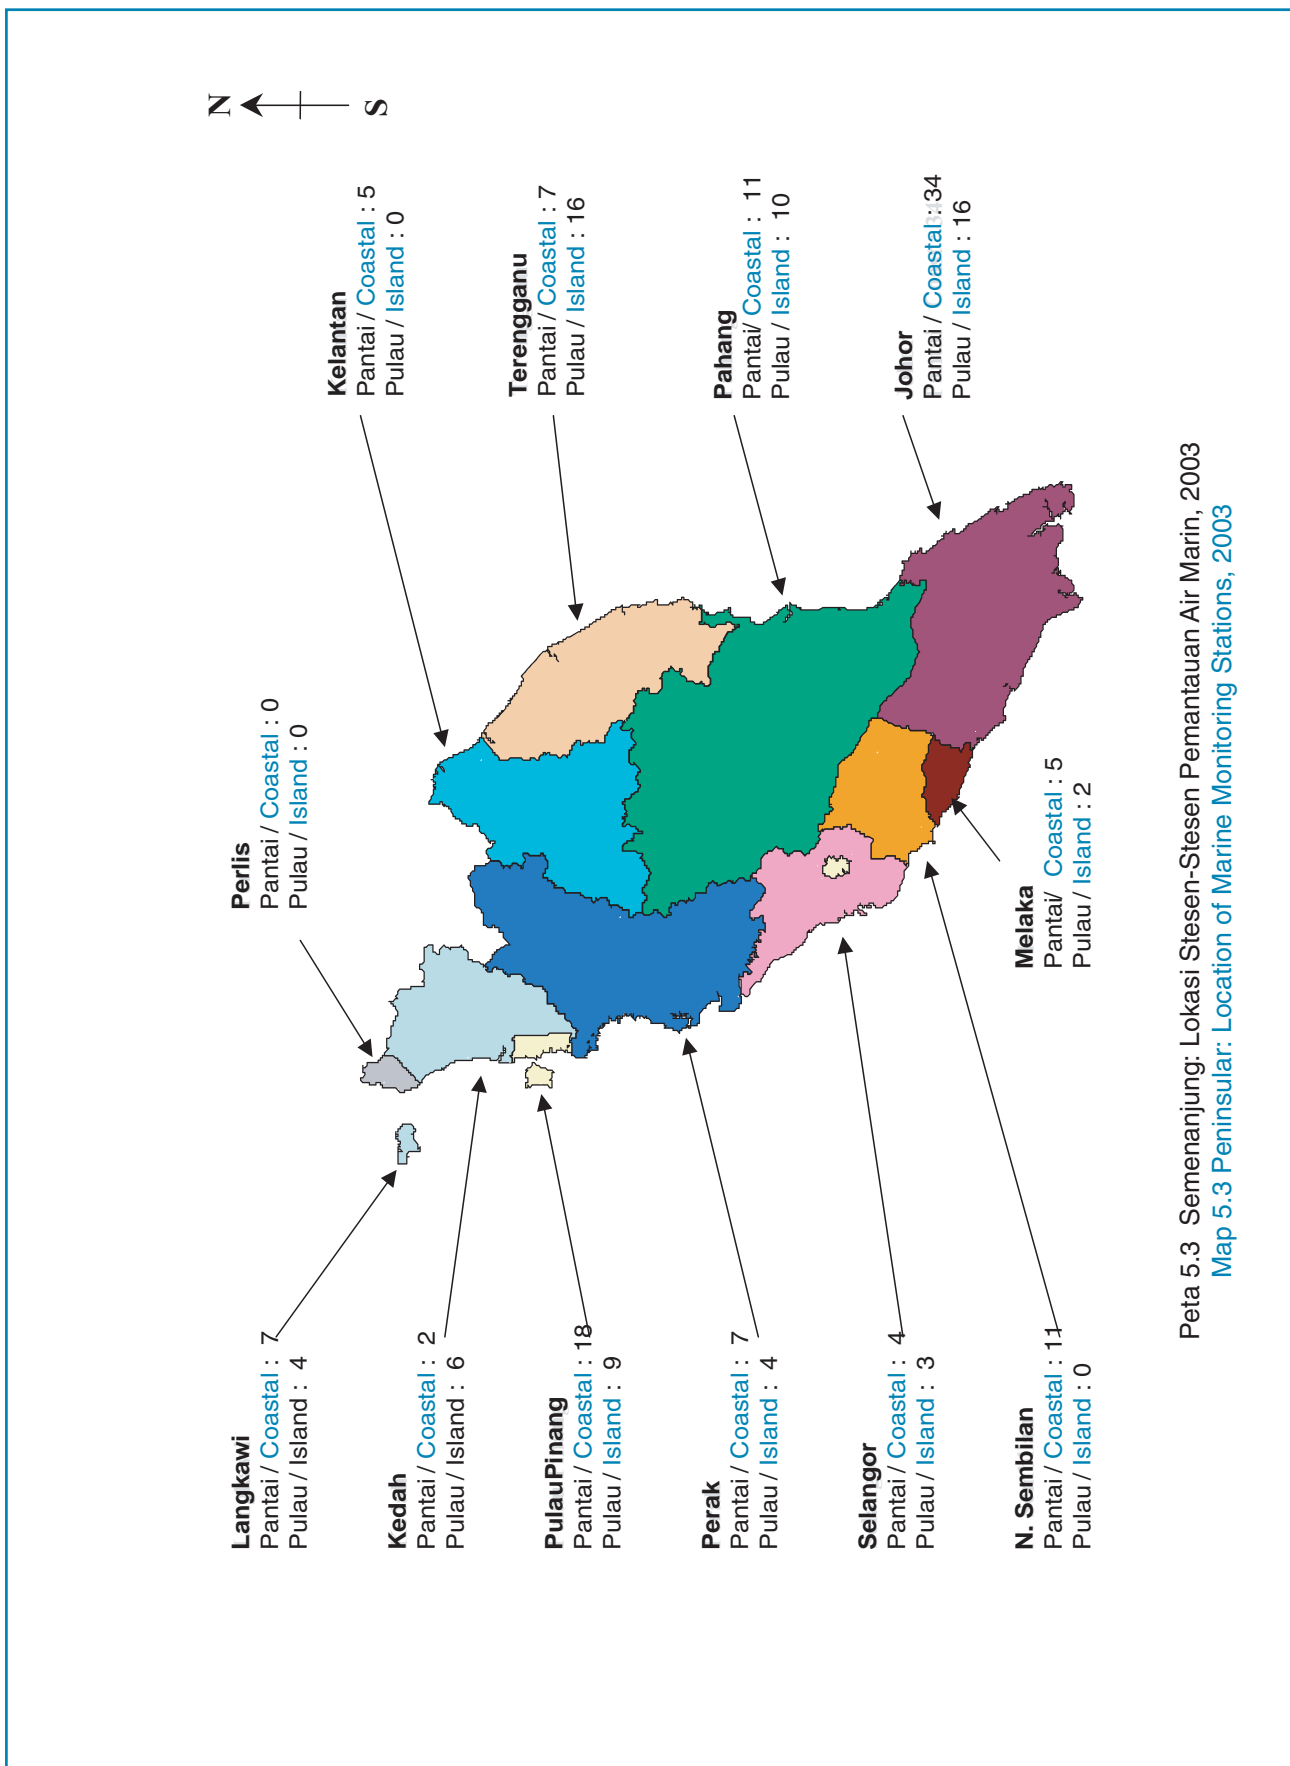 N
S
Langkawi
Pantai / Coastal : 7
Pulau / Island : 4
Perlis
Pantai / Coastal : 0
Pulau / Island : 0
Kelantan
Pantai / Coastal : 5
Pulau / Island : 0
Kedah
Pantai / Coastal : 2
Pulau / Island : 6
Terengganu
Pantai / Coastal : 7
Pulau / Island : 16
PulauPinang
Pantai / Coastal : 18
Pulau / Island : 9
Perak
Pantai / Coastal : 7
Pulau / Island : 4
Pahang
Pantai/ Coastal : 11
Pulau / Island : 10
Selangor
Pantai / Coastal : 4
Pulau / Island : 3
Johor
Pantai / Coastal : 34
Pulau / Island : 16
N. Sembilan
Pantai / Coastal : 11
Pulau / Island : 0
Melaka
Pantai/ Coastal : 5
Pulau / Island : 2
Peta 5.3 Semenanjung: Lokasi Stesen-Stesen Pemantauan Air Marin, 2003
Map 5.3 Peninsular: Location of Marine Monitoring Stations, 2003